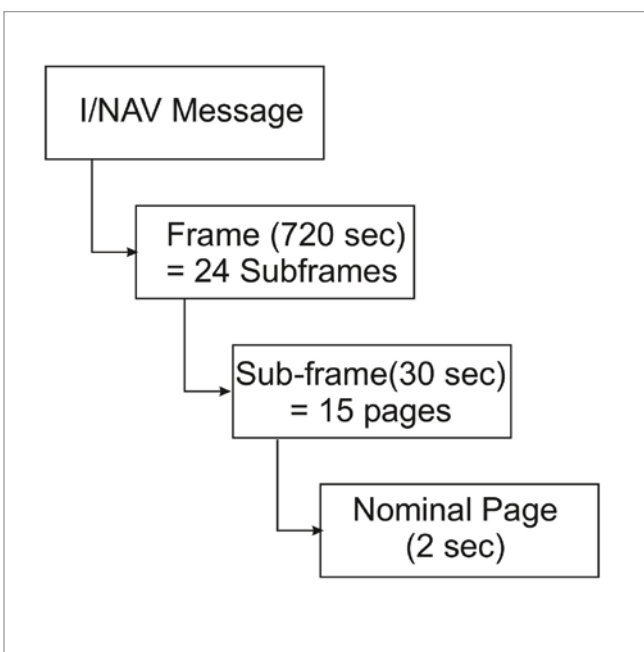 I/NAV Message
Frame (720 sec)
= 24 Subframes
Sub-frame(30 sec)
= 15 pages
Nominal Page
(2 sec)